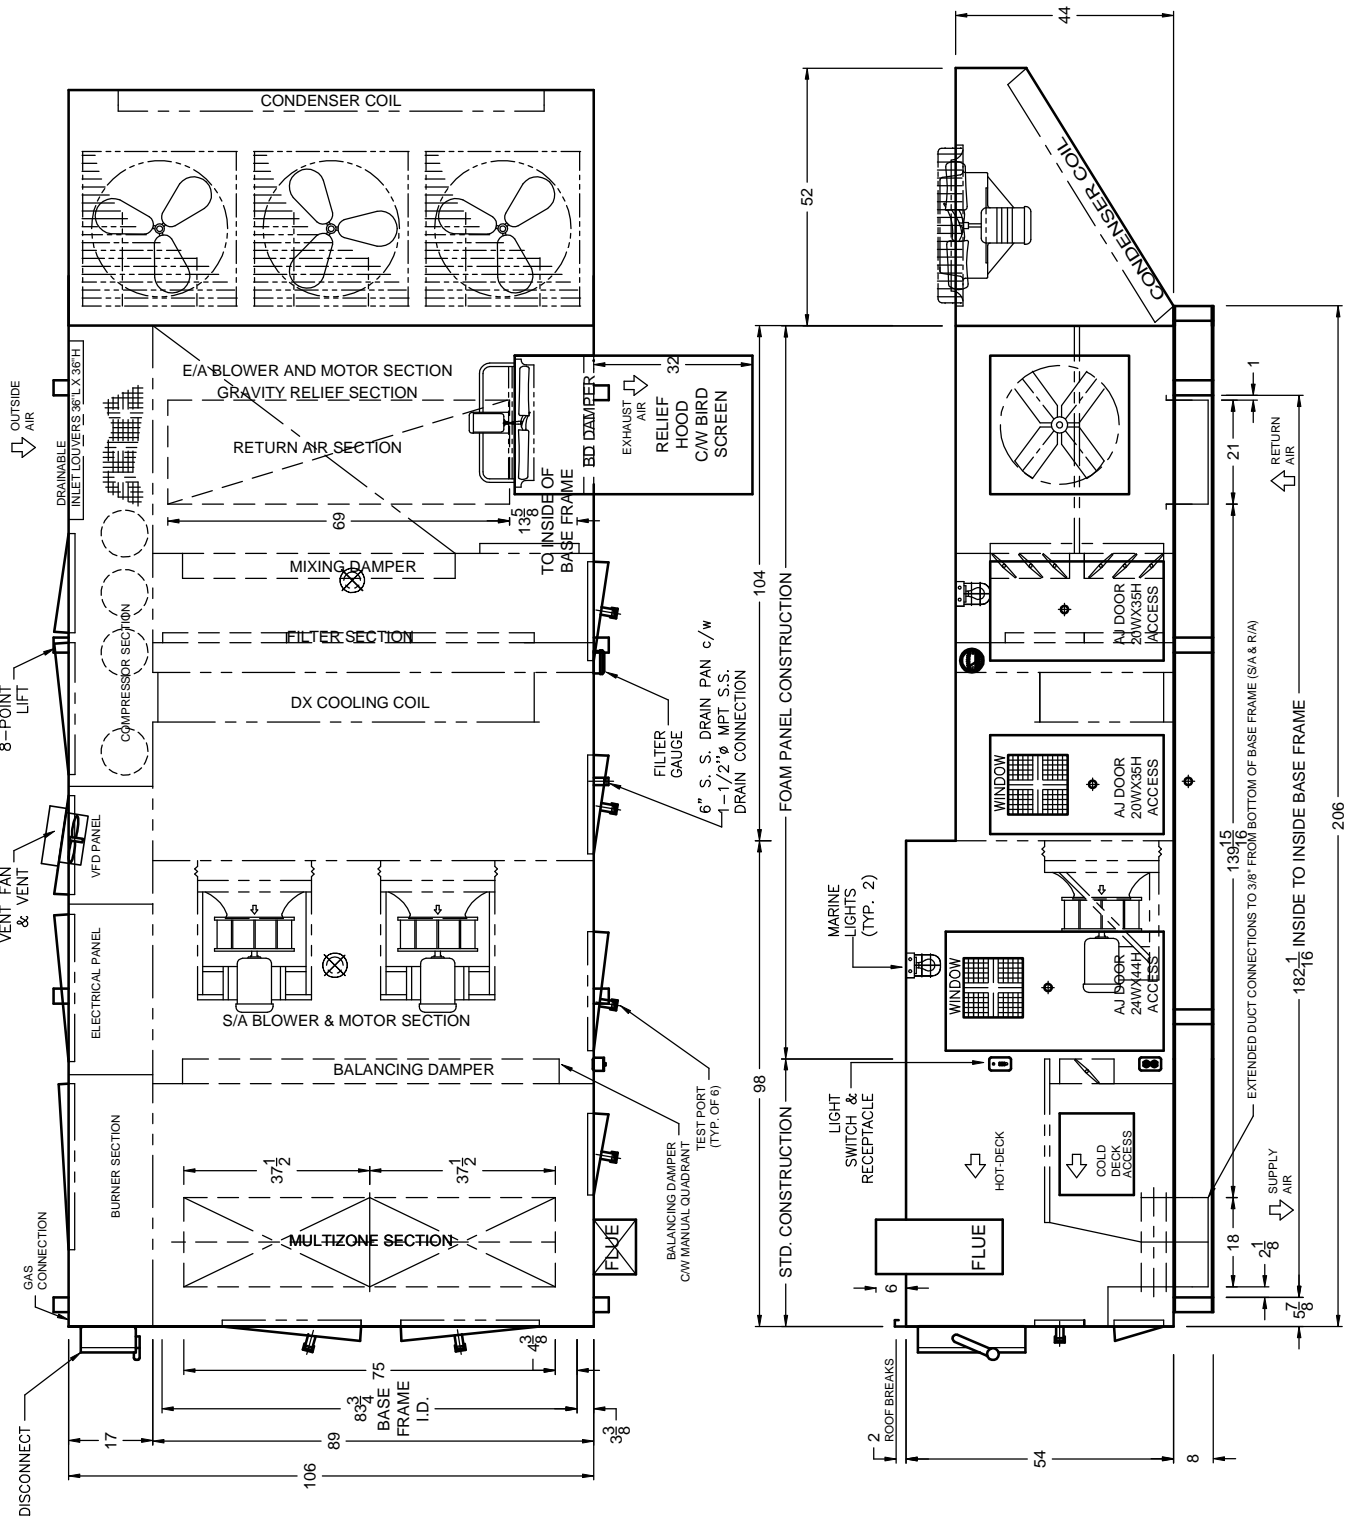 OUTSIDE
AIR
8-POINT
LIFT
VENT FAN
& VENT
GAS
CONNECTION
DISCONNECT
DRAINABLE
INLET LOUVERS 36"L X 36"H
CONDENSER COIL
E/A BLOWER AND MOTOR SECTION
GRAVITY RELIEF SECTION
RETURN AIR SECTION
69
13 5/8
TO INSIDE OF
BASE FRAME
BD DAMPER
EXHAUST
AIR
RELIEF
HOOD
C/W BIRD
SCREEN
32
MIXING DAMPER
COMPRESSOR SECTION
FILTER SECTION
DX COOLING COIL
FILTER
GAUGE
6" S. S. DRAIN PAN c/w
1-1/2"ø MPT S.S.
DRAIN CONNECTION
VFD PANEL
ELECTRICAL PANEL
BURNER SECTION
S/A BLOWER & MOTOR SECTION
BALANCING DAMPER
37 1/2
37 1/2
MULTIZONE SECTION
FLUE
TEST PORT
(TYP. OF 6)
BALANCING DAMPER
C/W MANUAL QUADRANT
4 3/8
75
83 3/4
BASE
FRAME
I.D.
3 3/8
17
89
106
52
44
104
98
FOAM PANEL CONSTRUCTION
STD. CONSTRUCTION
CONDENSER COIL
MARINE
LIGHTS
(TYP. 2)
LIGHT
SWITCH &
RECEPTACLE
AJ DOOR
20WX35H
ACCESS
WINDOW
AJ DOOR
20WX35H
ACCESS
WINDOW
AJ DOOR
24WX44H
ACCESS
HOT-DECK
COLD
DECK
ACCESS
FLUE
6
2
ROOF BREAKS
54
8
1
21
RETURN
AIR
139 15/16
EXTENDED DUCT CONNECTIONS TO 3/8" FROM BOTTOM OF BASE FRAME (S/A & R/A)
182 1/16 INSIDE TO INSIDE BASE FRAME
206
SUPPLY
AIR
18
2 1/8
5 7/8